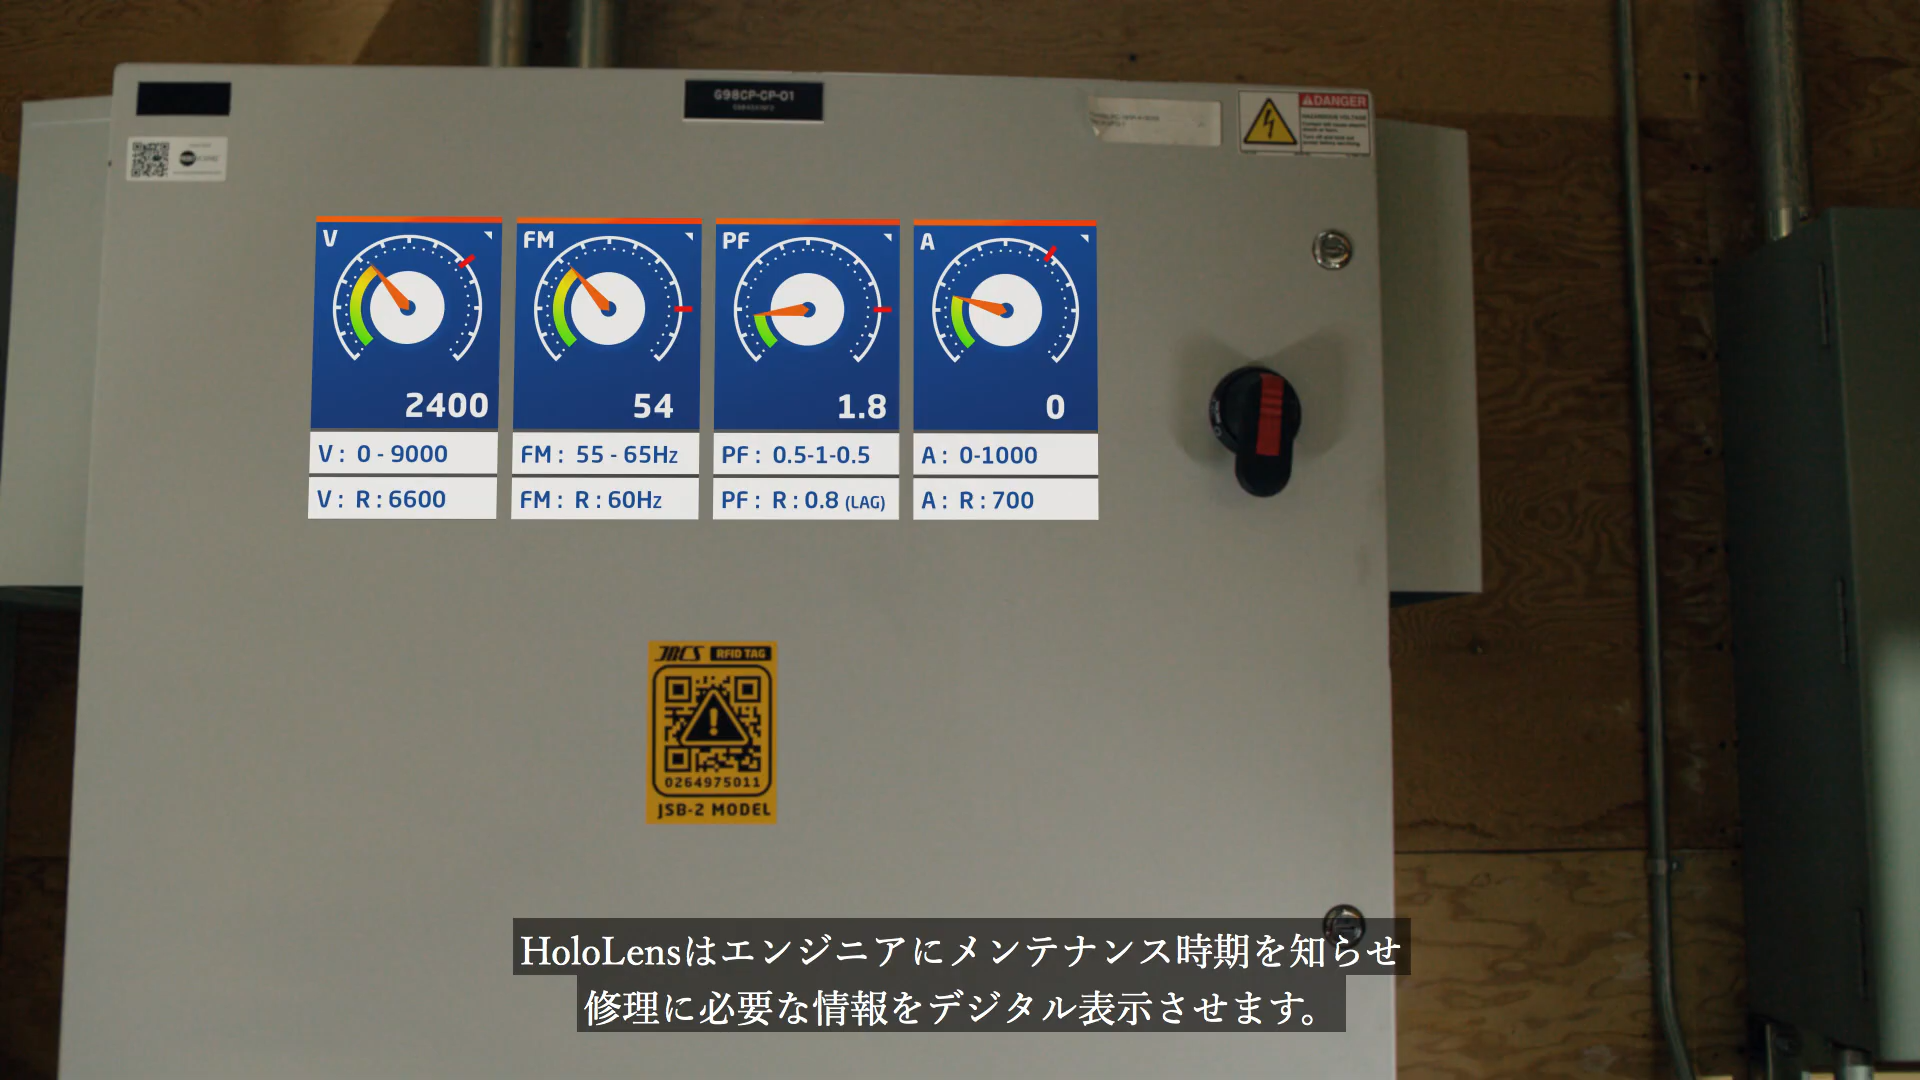 G98CP-CP-01
DANGER
HAZARDOUS VOLTAGE
V
2400
V : 0 - 9000
V : R : 6600
FM
54
FM : 55 - 65Hz
FM : R : 60Hz
PF
1.8
PF : 0.5-1-0.5
PF : R : 0.8 (LAG)
A
0
A : 0-1000
A : R : 700
JRCS RFID TAG
0264975011
JSB-2 MODEL
HoloLensはエンジニアにメンテナンス時期を知らせ
修理に必要な情報をデジタル表示させます。